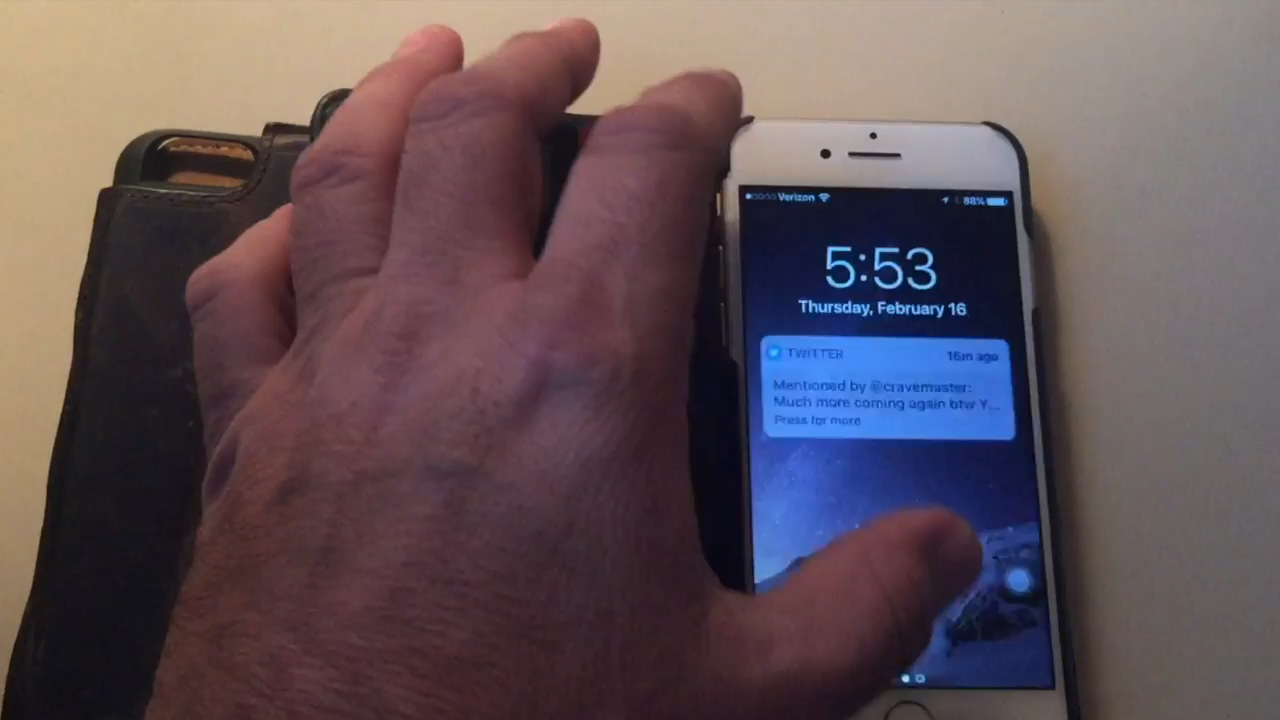 Verizon 88%
5:53
Thursday, February 16
TWITTER 16m ago
Mentioned by @cravemaster:
Much more coming again btw Y...
Press for more